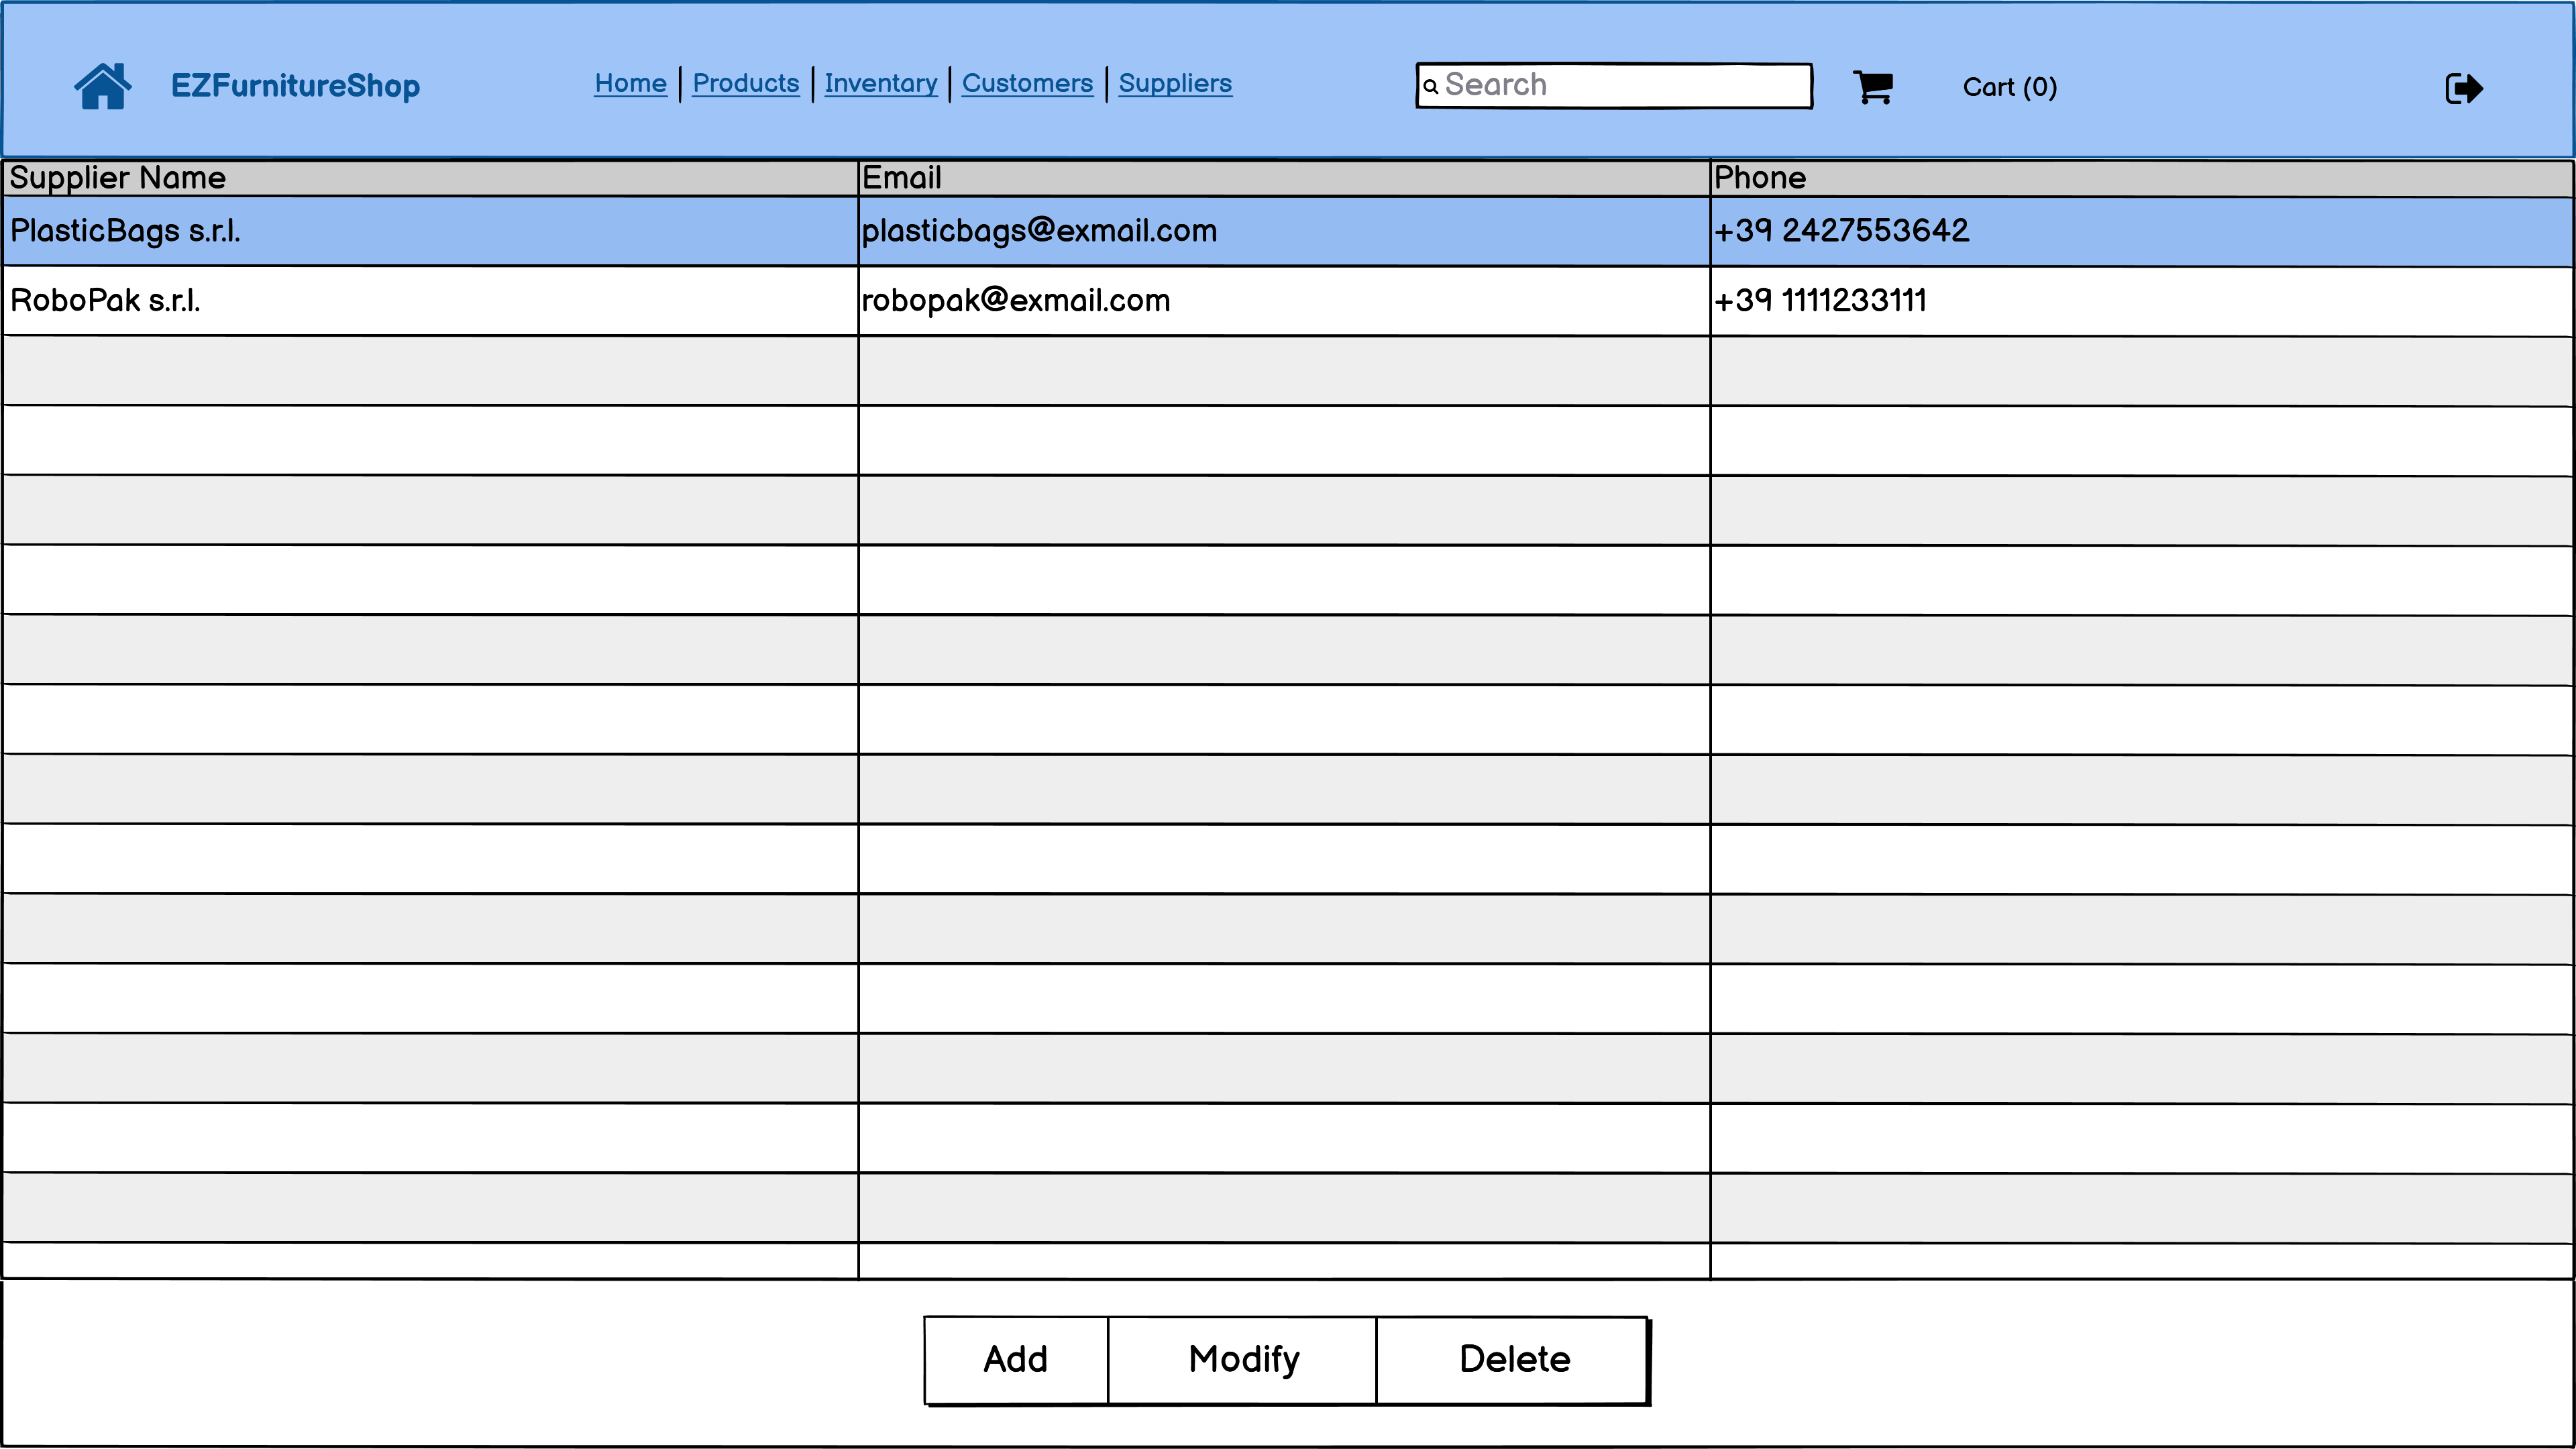 EZFurnitureShop Home Products Inventory Customers Suppliers Search Cart (0)
Supplier Name Email Phone
PlasticBags s.r.l. plasticbags@exmail.com +39 2427553642
RoboPak s.r.l. robopak@exmail.com +39 1111233111
Add Modify Delete